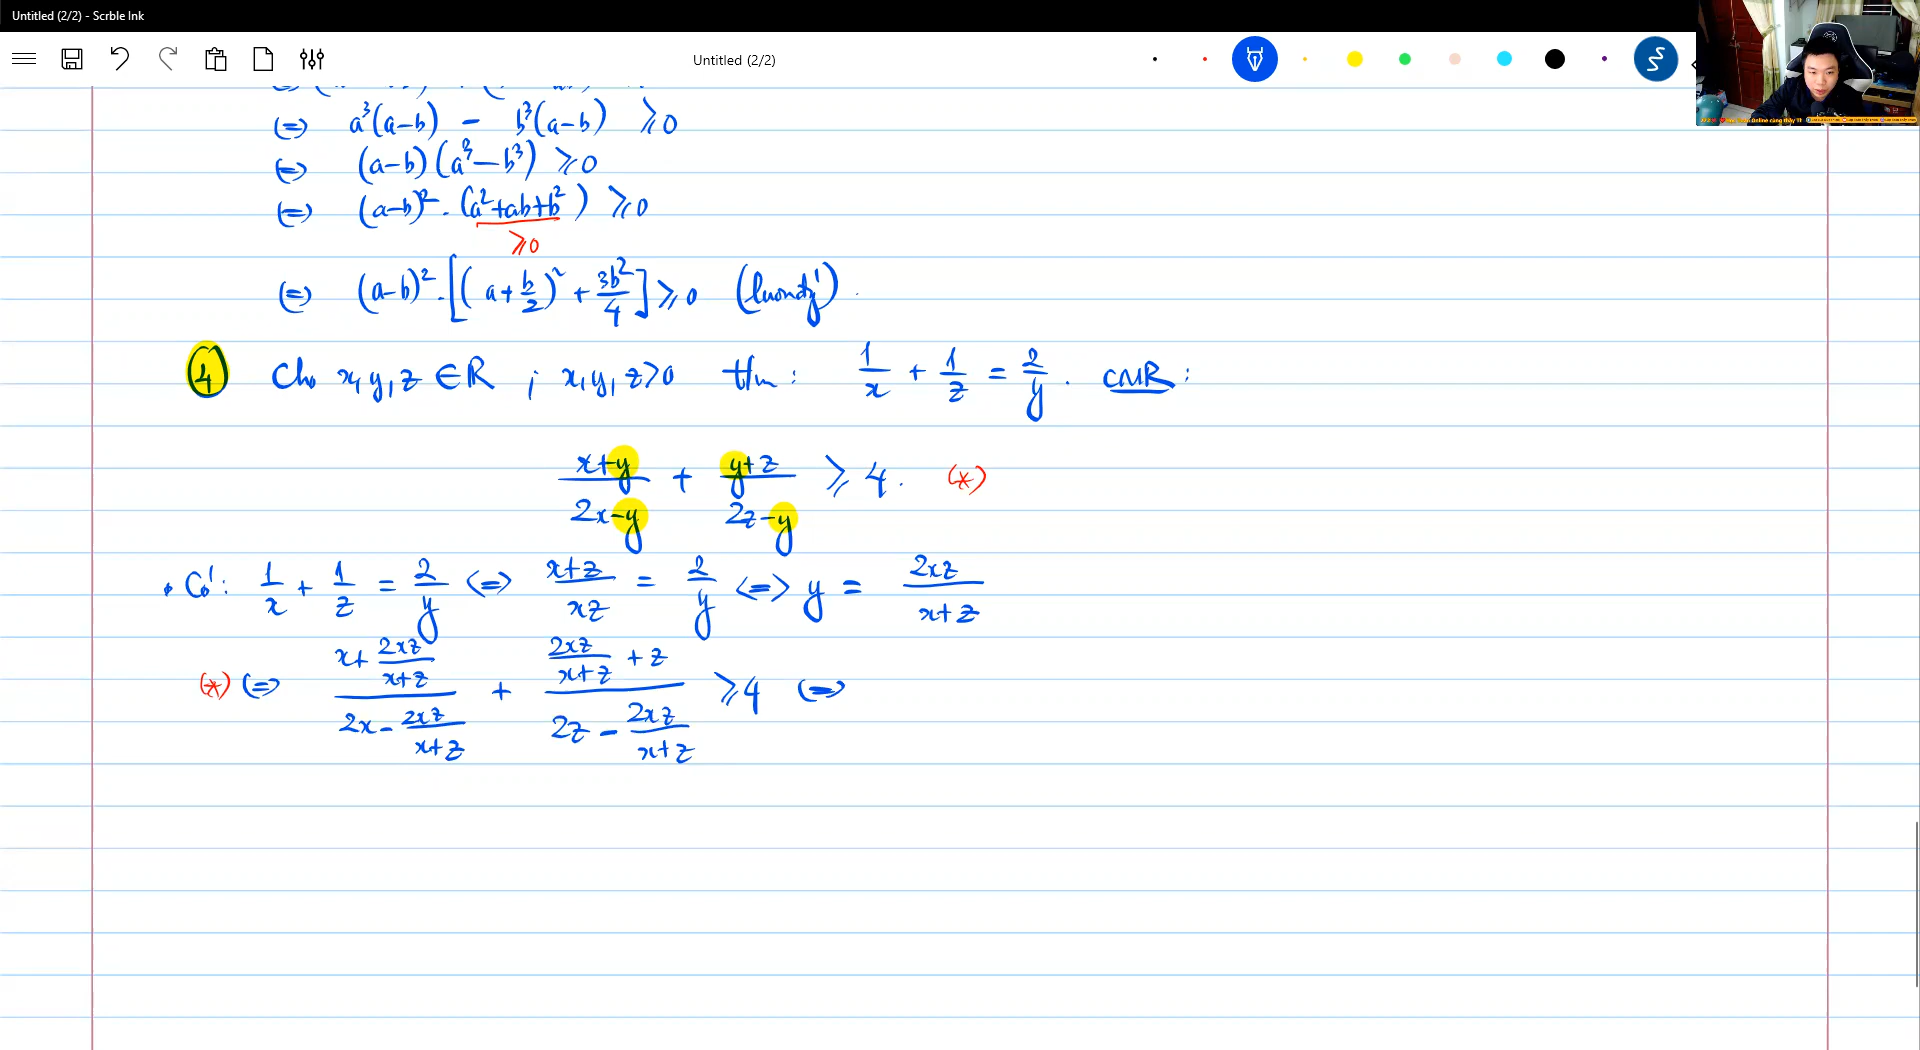 Untitled (2/2) - Scrble Ink
Untitled (2/2)
(=) a³(a-b) - b³(a-b) ≥ 0
(=) (a-b)(a³-b³) ≥ 0
(=) (a-b)². (a²+ab+b²) ≥ 0
≥ 0
(=) (a-b)².[(a+b/2)² + 3b²/4] ≥ 0 (luôn đg').
4 Cho x, y, z ∈ R ; x, y, z > 0 t/m : 1/x + 1/z = 2/y . CMR :
(x+y)/(2x-y) + (y+z)/(2z-y) ≥ 4. (*)
• Có : 1/x + 1/z = 2/y <=> (x+z)/(xz) = 2/y <=> y = 2xz/(x+z)
(*) (=) (x + 2xz/(x+z))/(2x - 2xz/(x+z)) + (2xz/(x+z) + z)/(2z - 2xz/(x+z)) ≥ 4 (=)